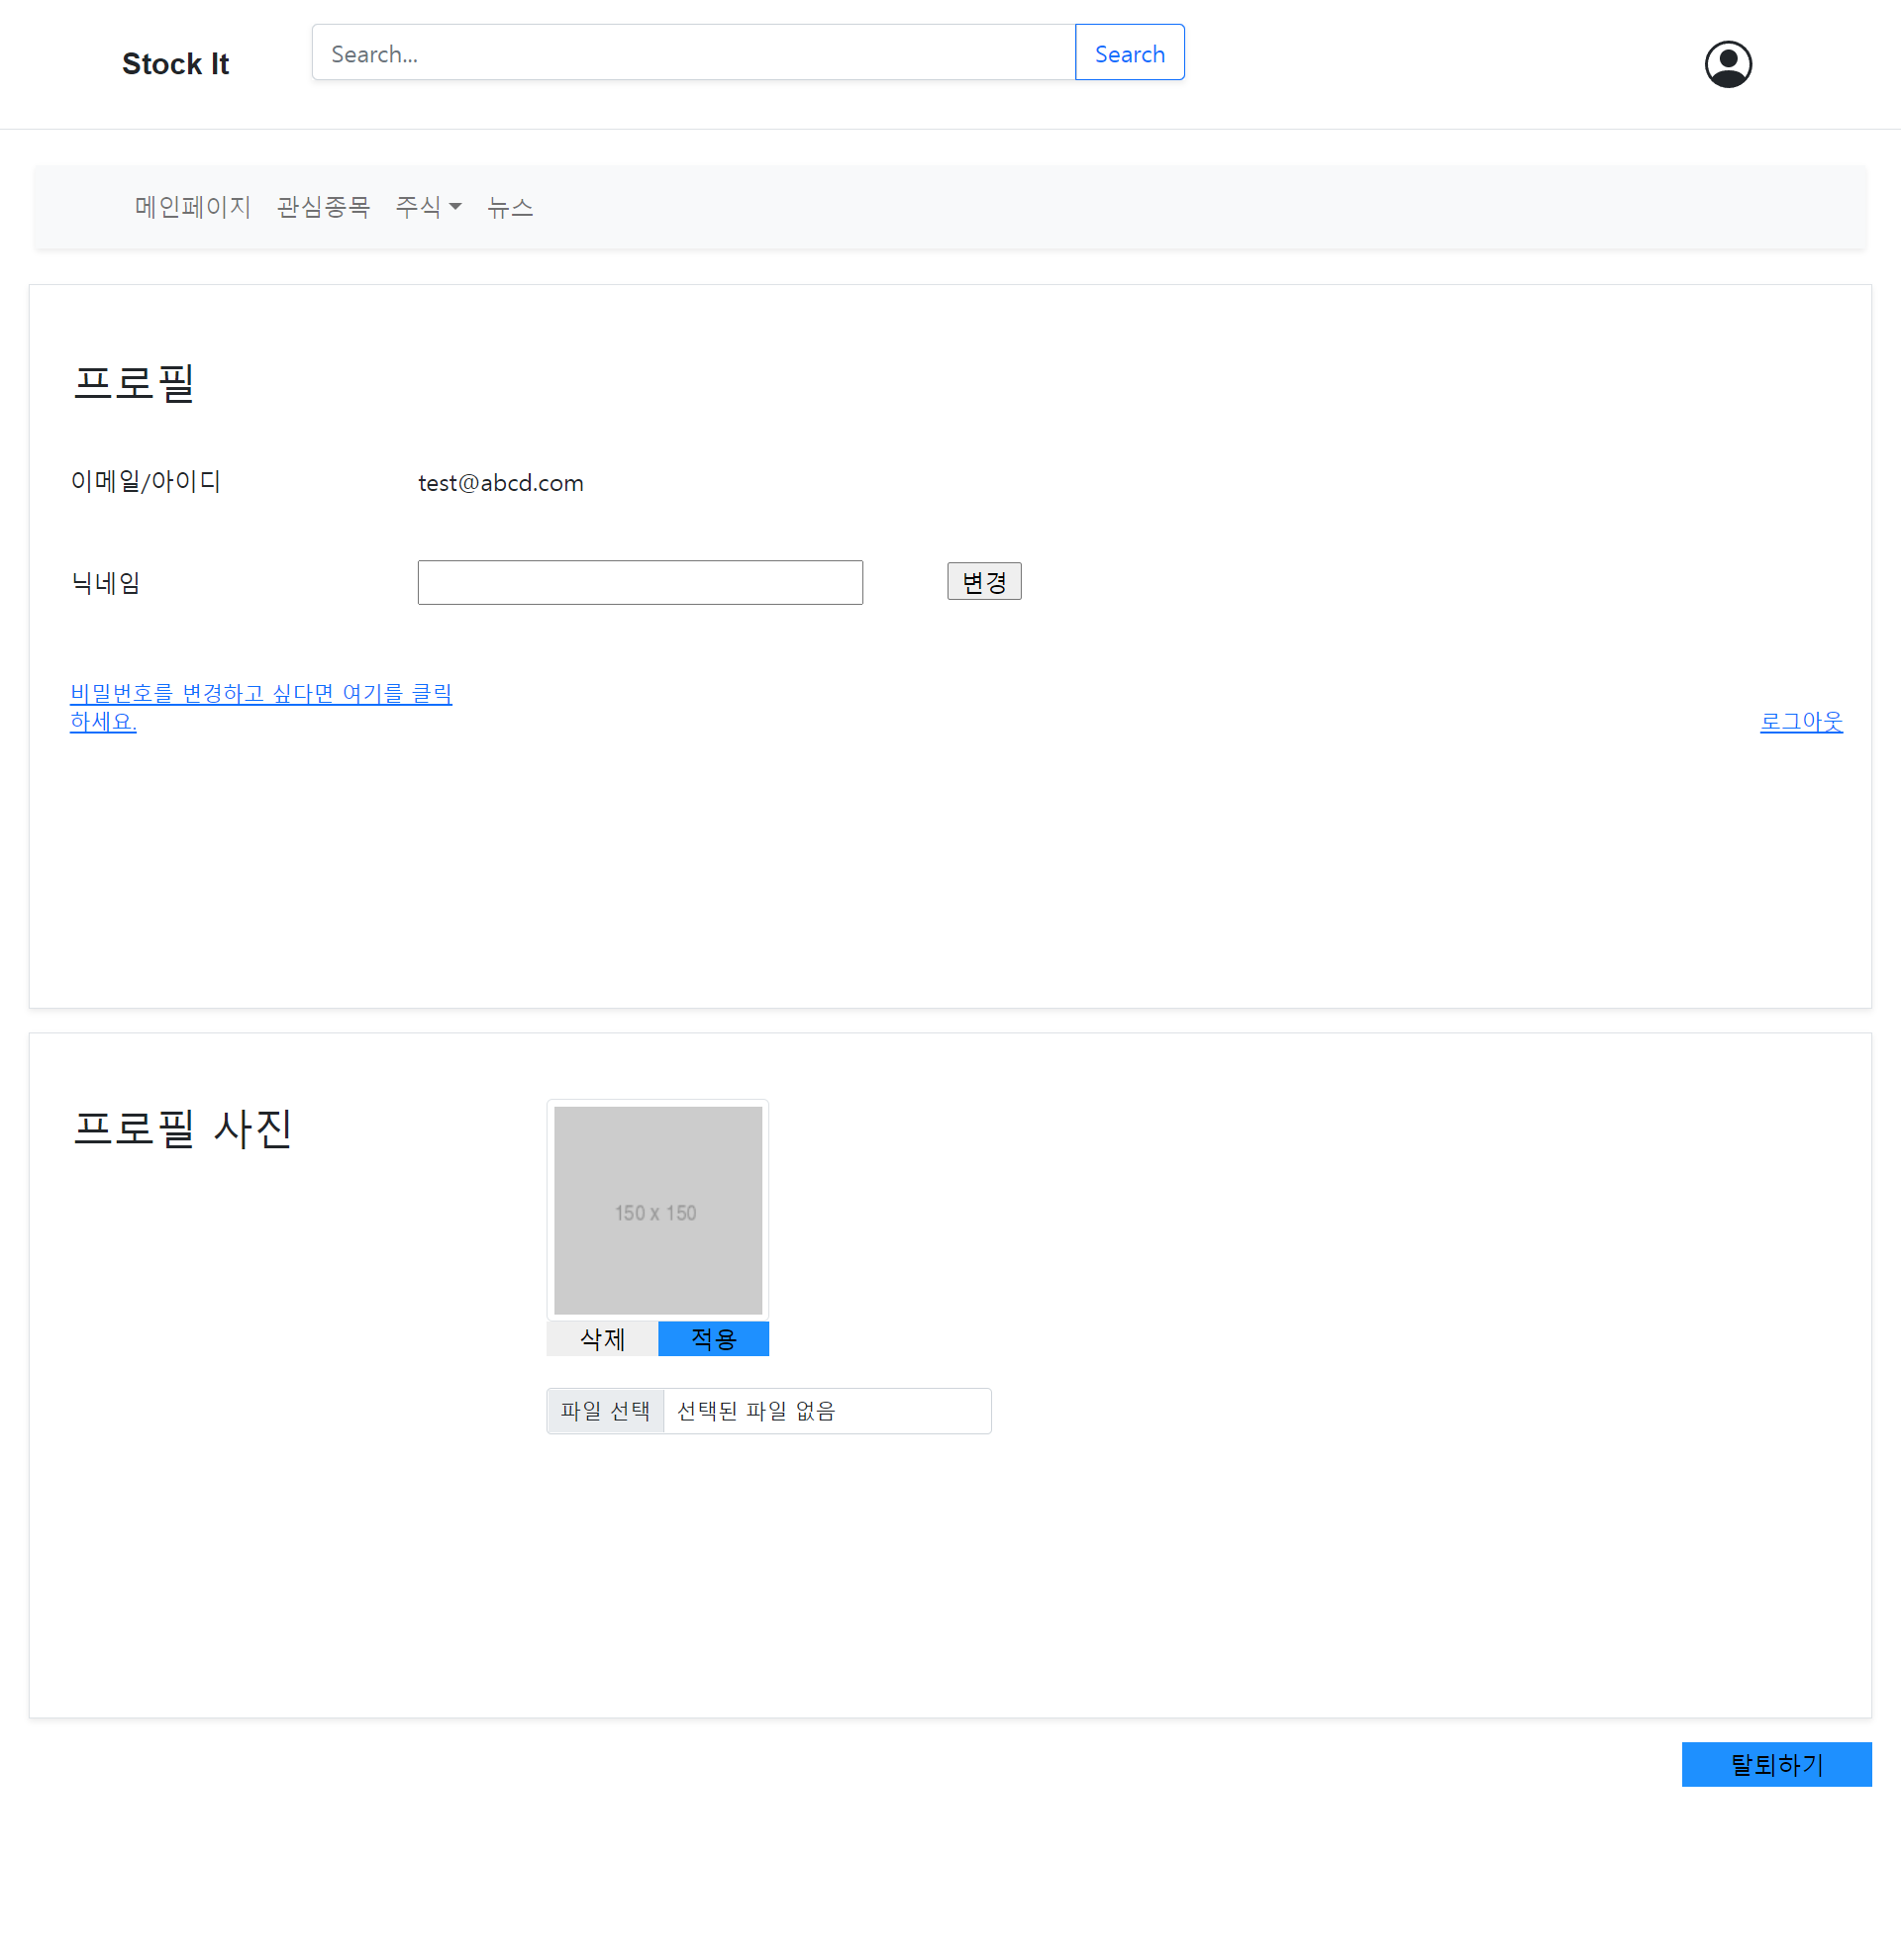 Stock It
Search...
Search
메인페이지 관심종목 주식 뉴스
프로필
이메일/아이디 test@abcd.com
닉네임 변경
비밀번호를 변경하고 싶다면 여기를 클릭
하세요. 로그아웃
프로필 사진
150 x 150
삭제 적용
파일 선택 선택된 파일 없음
탈퇴하기